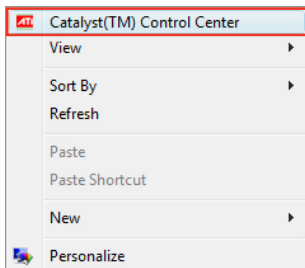 ATI Catalyst(TM) Control Center
View
Sort By
Refresh
Paste
Paste Shortcut
New
Personalize